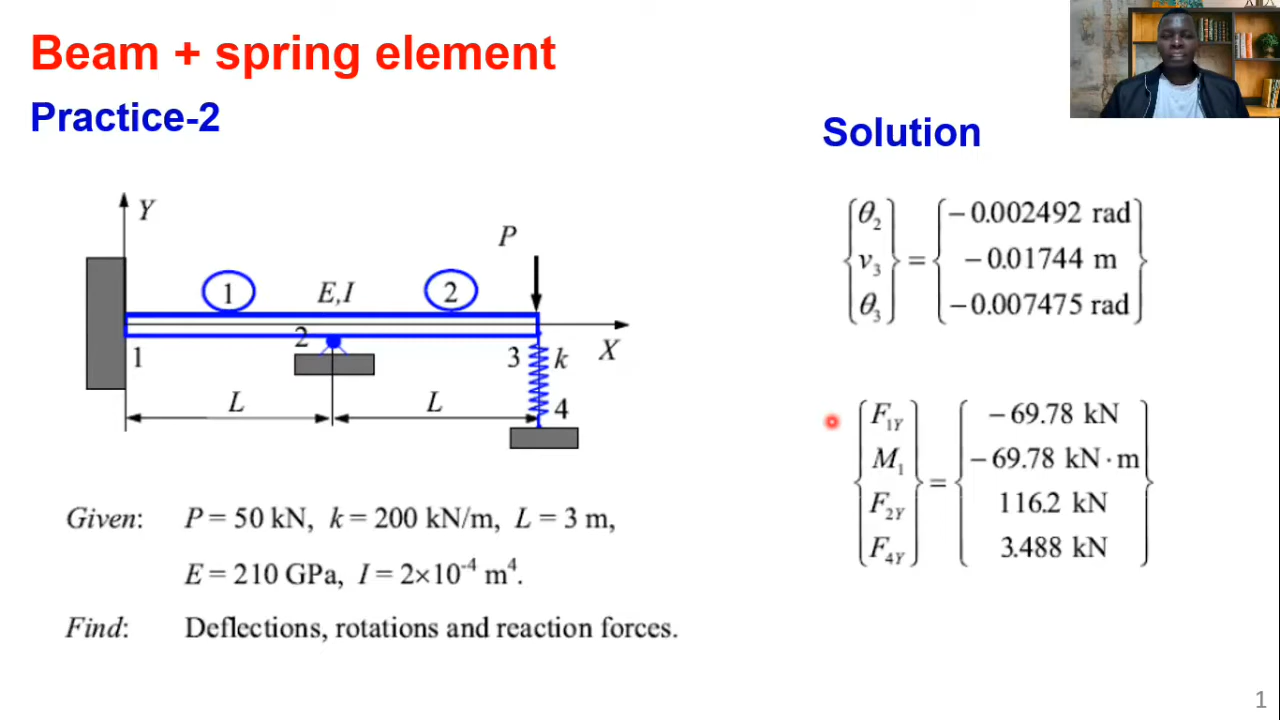 Beam + spring element
Practice-2
Y
P
1
E,I
2
2
1
3
k
X
L
L
4
Given: P = 50 kN, k = 200 kN/m, L = 3 m,
E = 210 GPa, I = 2×10⁻⁴ m⁴.
Find: Deflections, rotations and reaction forces.
Solution
θ₂ − 0.002492 rad
v₃ = − 0.01744 m
θ₃ − 0.007475 rad
F₁Y − 69.78 kN
M₁ − 69.78 kN · m
=
F₂Y 116.2 kN
F₄Y 3.488 kN
1